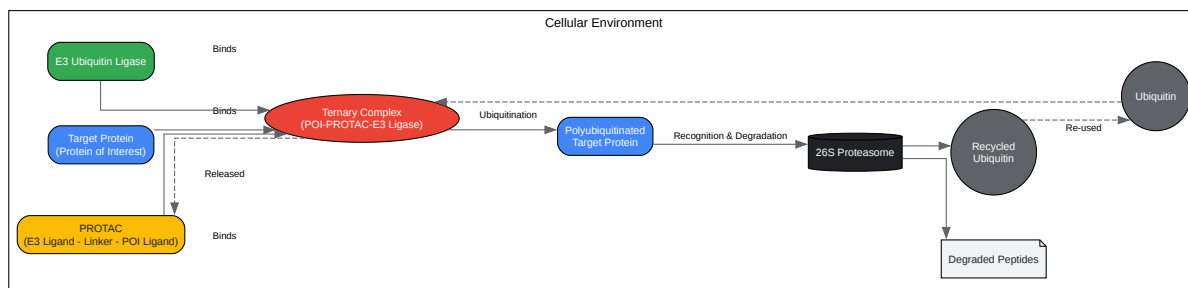 Cellular Environment
Binds
E3 Ubiquitin Ligase
Binds
Ternary Complex
(POI-PROTAC-E3 Ligase)
Ubiquitination
Ubiquitin
Target Protein
(Protein of Interest)
Polyubiquitinated
Target Protein
Recognition & Degradation
26S Proteasome
Recycled
Ubiquitin
Re-used
Released
PROTAC
(E3 Ligand - Linker - POI Ligand)
Binds
Degraded Peptides